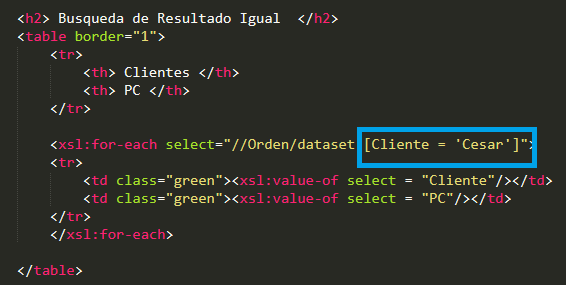 <h2> Busqueda de Resultado Igual  </h2>
<table border="1">
<tr>
<th> Clientes </th>
<th> PC </th>
</tr>
<xsl:for-each select="//Orden/dataset [Cliente = 'Cesar']">
<tr>
<td class="green"><xsl:value-of select = "Cliente"/></td>
<td class="green"><xsl:value-of select = "PC"/></td>
</tr>
</xsl:for-each>
</table>